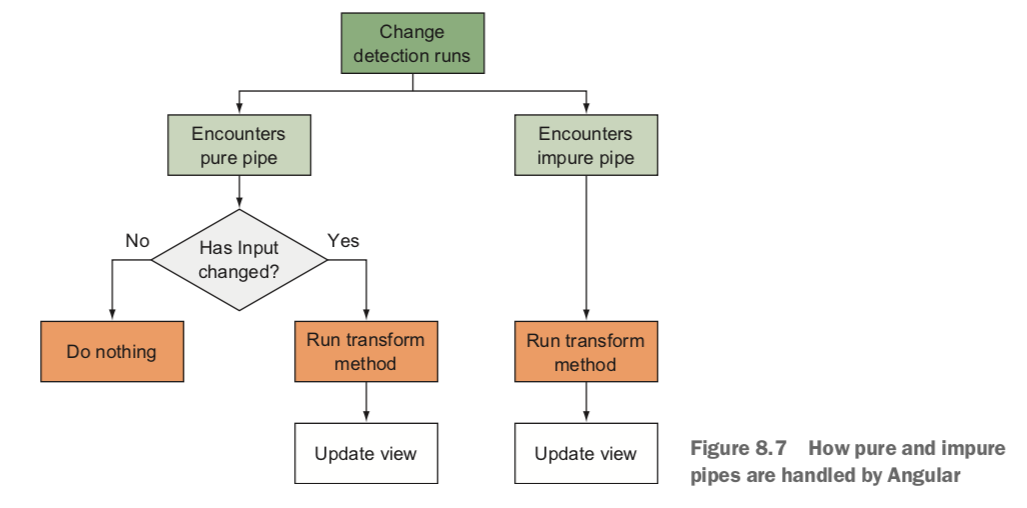 Change
detection runs
Encounters
pure pipe
Encounters
impure pipe
No
Has Input
changed?
Yes
Do nothing
Run transform
method
Run transform
method
Update view
Update view
Figure 8.7 How pure and impure
pipes are handled by Angular